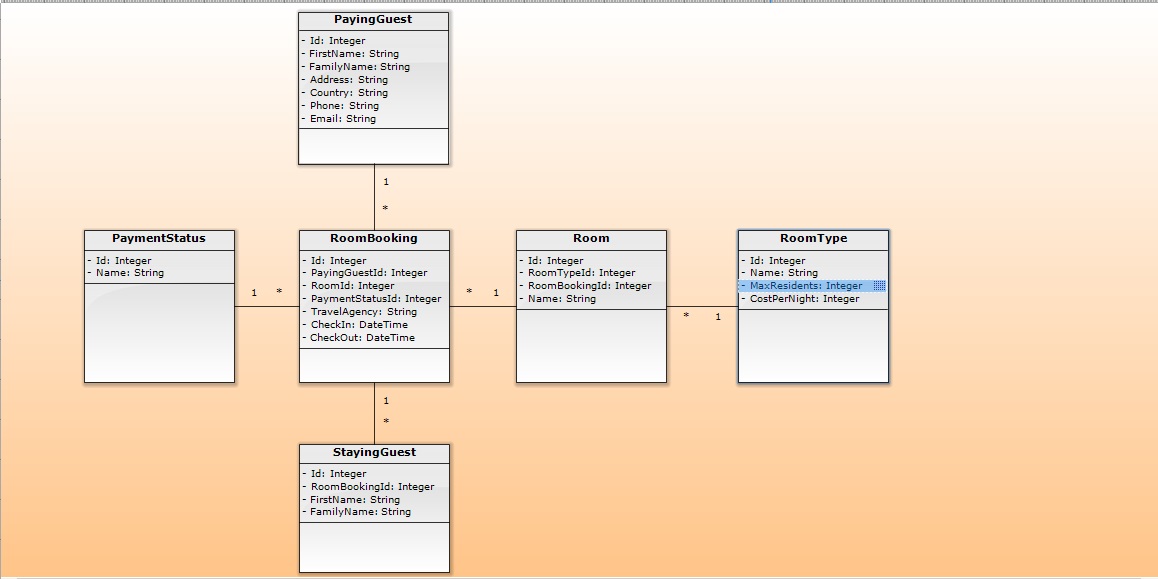 PayingGuest
- Id: Integer
- FirstName: String
- FamilyName: String
- Address: String
- Country: String
- Phone: String
- Email: String
1
*
PaymentStatus
- Id: Integer
- Name: String
1 *
RoomBooking
- Id: Integer
- PayingGuestId: Integer
- RoomId: Integer
- PaymentStatusId: Integer
- TravelAgency: String
- CheckIn: DateTime
- CheckOut: DateTime
* 1
Room
- Id: Integer
- RoomTypeId: Integer
- RoomBookingId: Integer
- Name: String
* 1
RoomType
- Id: Integer
- Name: String
- MaxResidents: Integer
- CostPerNight: Integer
1
*
StayingGuest
- Id: Integer
- RoomBookingId: Integer
- FirstName: String
- FamilyName: String